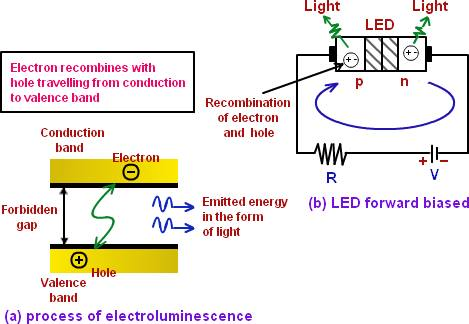 Light
Light
LED
+ -
+ -
p
n
Electron recombines with
hole travelling from conduction
to valence band
Recombination
of electron
and hole
R
+
-
V
(b) LED forward biased
Conduction
band
Electron
-
Forbidden
gap
Emitted energy
in the form
of light
+
Hole
Valence
band
(a) process of electroluminescence